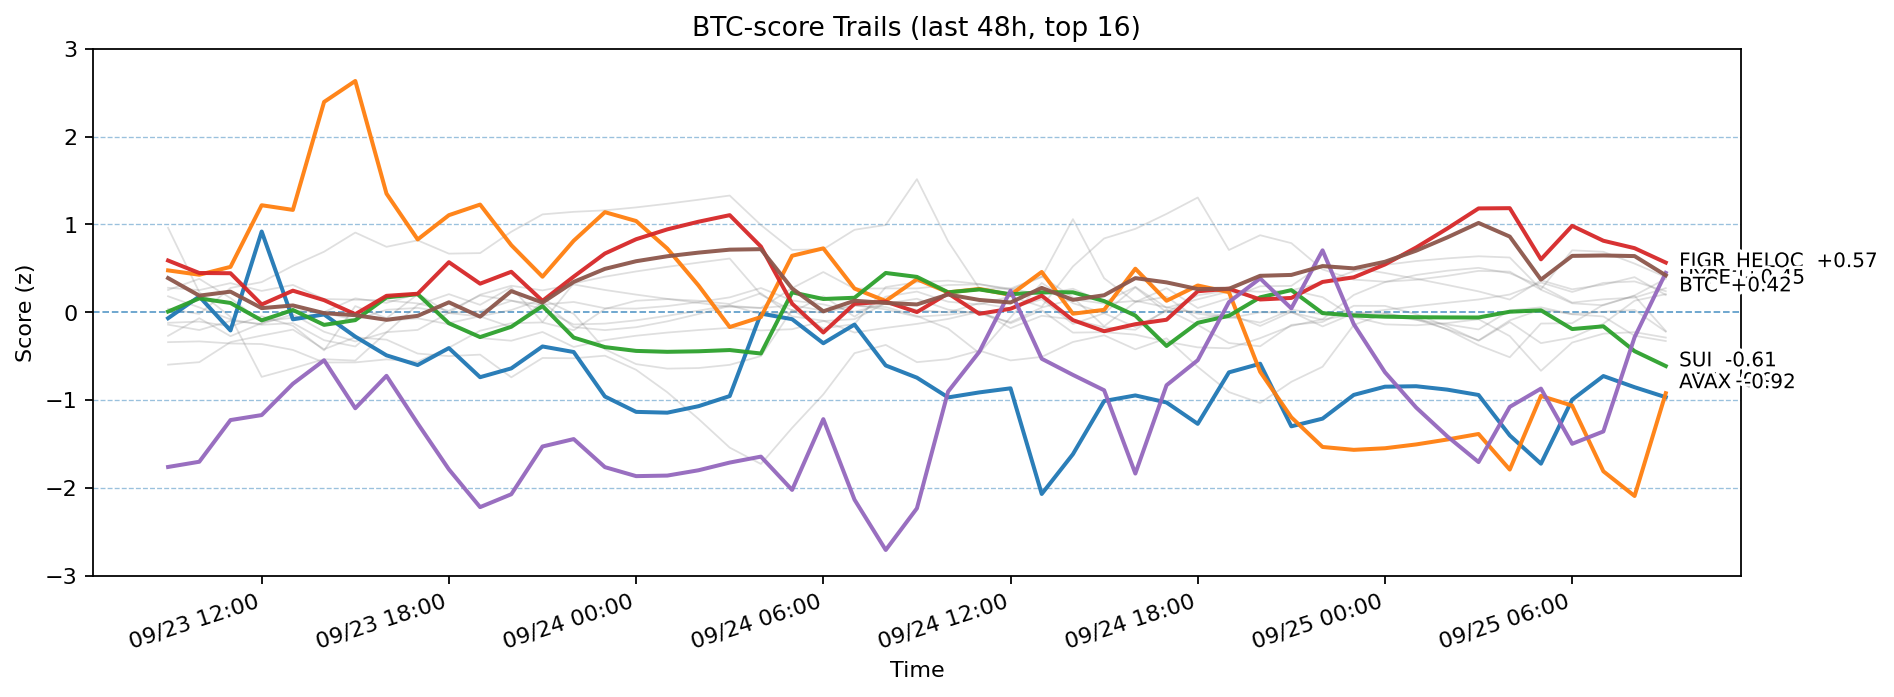 BTC-score Trails (last 48h, top 16)
Score (z)
3
2
1
0
−1
−2
−3
FIGR_HELOC +0.57
HYPE +0.45
BTC +0.42
SUI -0.61
AVAX -0.92
09/23 12:00
09/23 18:00
09/24 00:00
09/24 06:00
09/24 12:00
09/24 18:00
09/25 00:00
09/25 06:00
Time